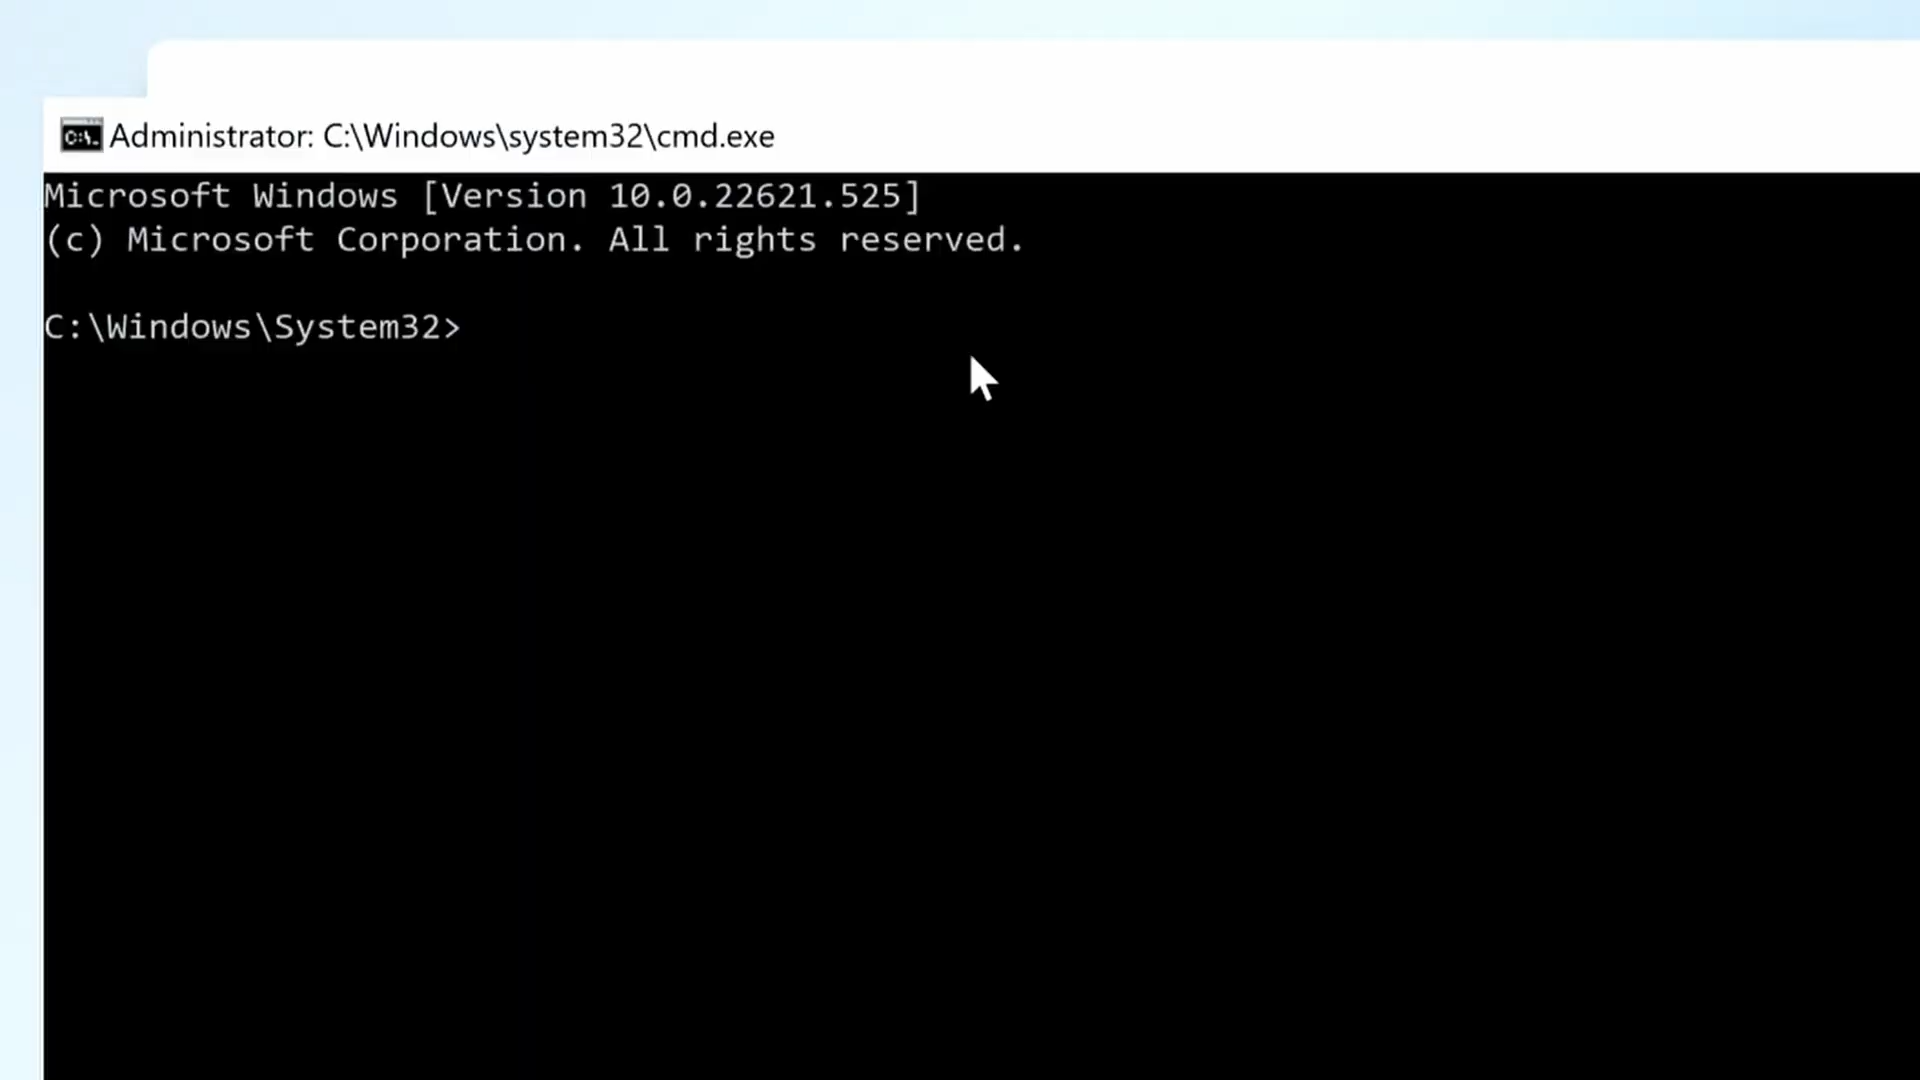 Administrator: C:\Windows\system32\cmd.exe
Microsoft Windows [Version 10.0.22621.525]
(c) Microsoft Corporation. All rights reserved.
C:\Windows\System32>